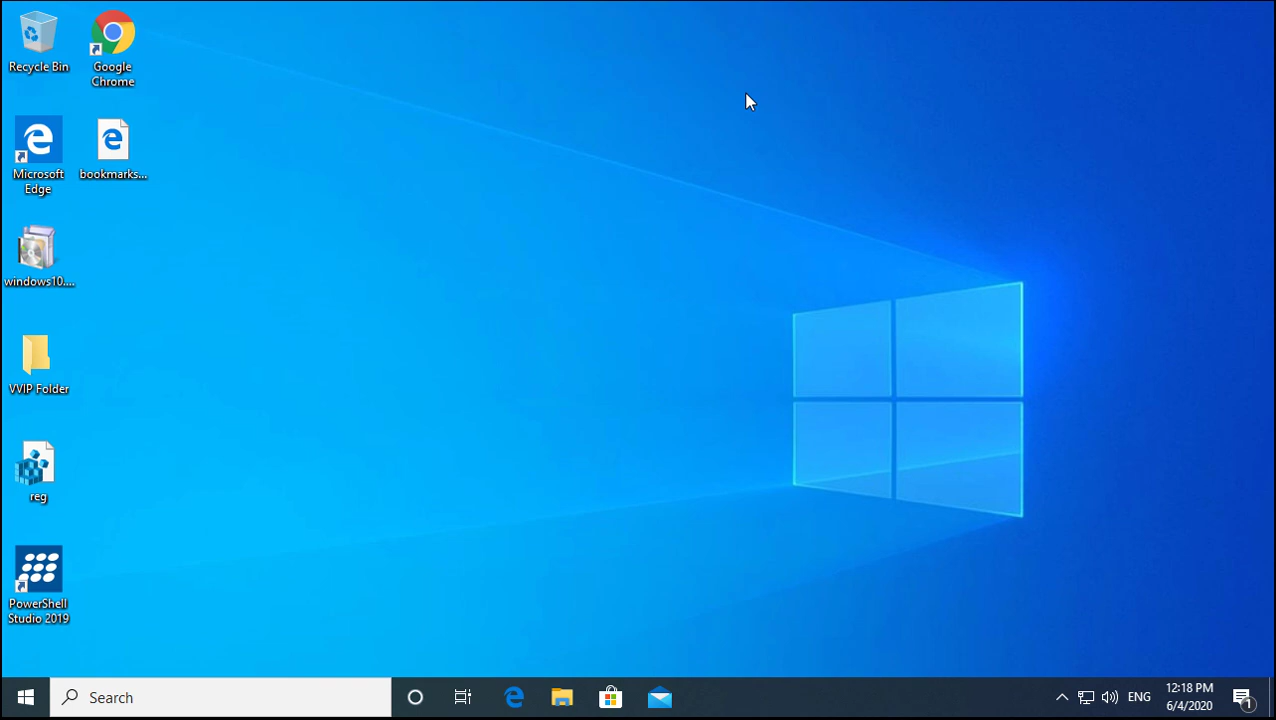 Recycle Bin
Google
Chrome
Microsoft
Edge
bookmarks...
windows10....
VVIP Folder
reg
PowerShell
Studio 2019
Search
ENG
12:18 PM
6/4/2020
1